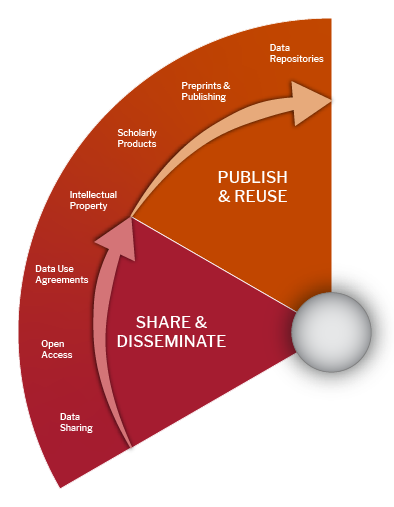 Data
Repositories
Preprints &
Publishing
Scholarly
Products
PUBLISH
& REUSE
Intellectual
Property
Data Use
Agreements
SHARE &
DISSEMINATE
Open
Access
Data
Sharing